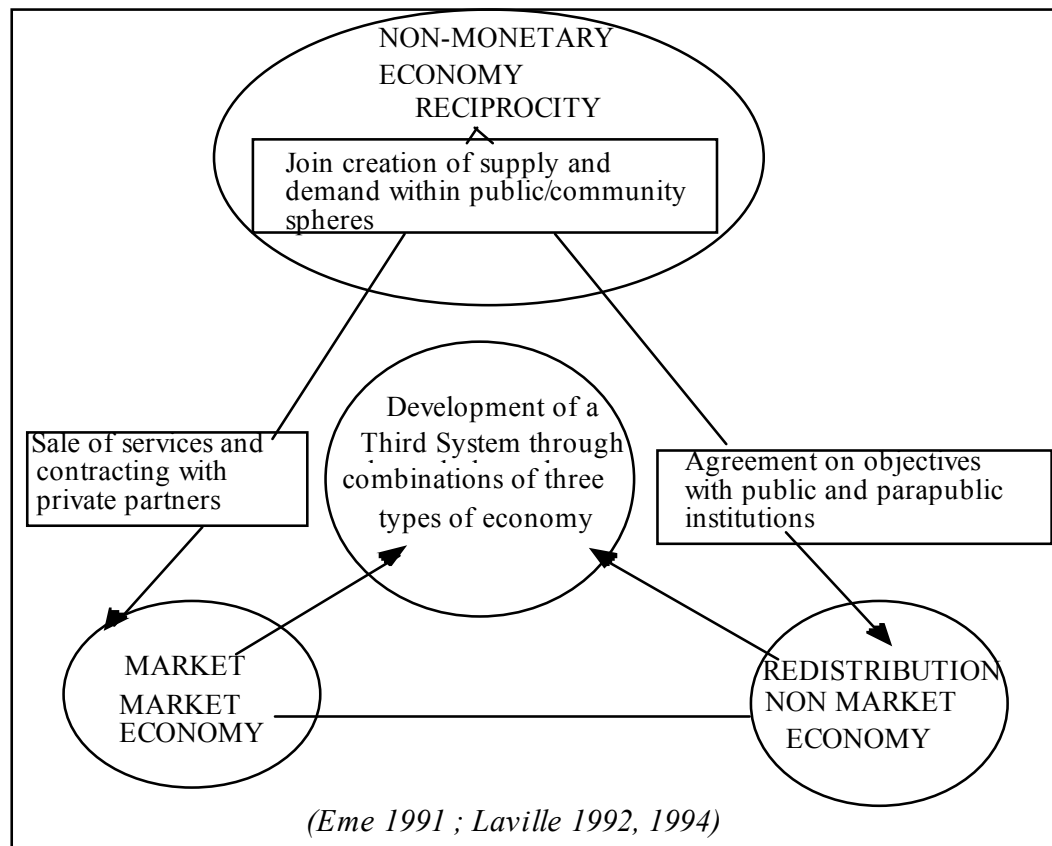 NON-MONETARY
ECONOMY
RECIPROCITY
Join creation of supply and
demand within public/community
spheres
Development of a
Third System through
combinations of three
types of economy
Sale of services and
contracting with
private partners
Agreement on objectives
with public and parapublic
institutions
MARKET
MARKET
ECONOMY
REDISTRIBUTION
NON MARKET
ECONOMY
(Eme 1991 ; Laville 1992, 1994)